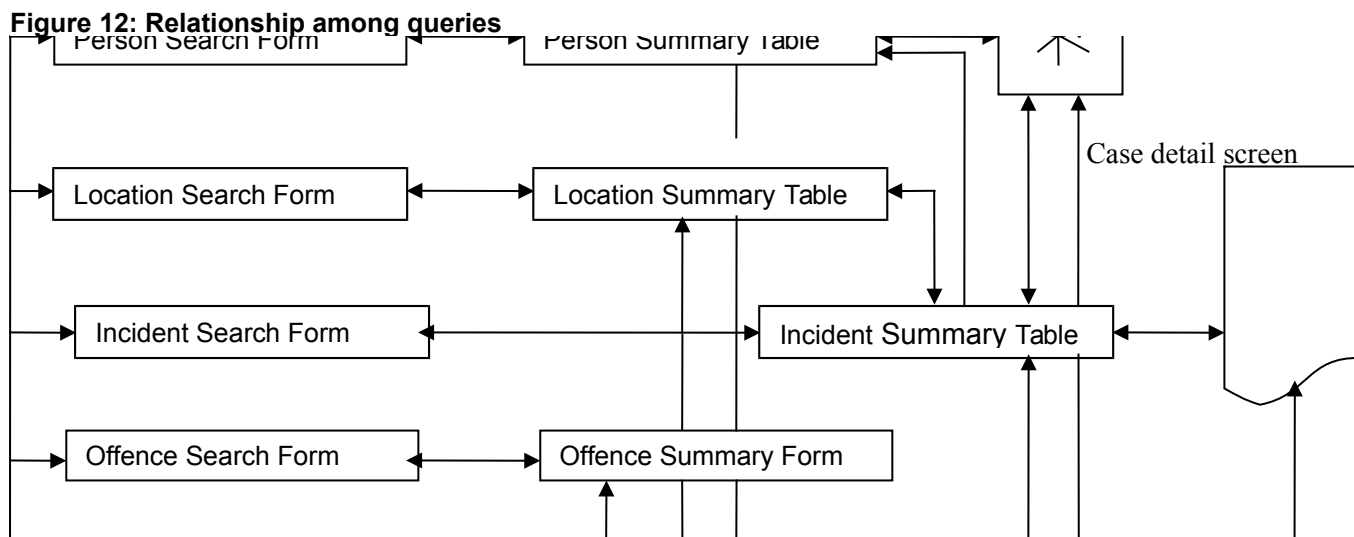 Figure 12: Relationship among queries
Person Search Form Person Summary Table
Case detail screen
Location Search Form Location Summary Table
Incident Search Form Incident Summary Table
Offence Search Form Offence Summary Form